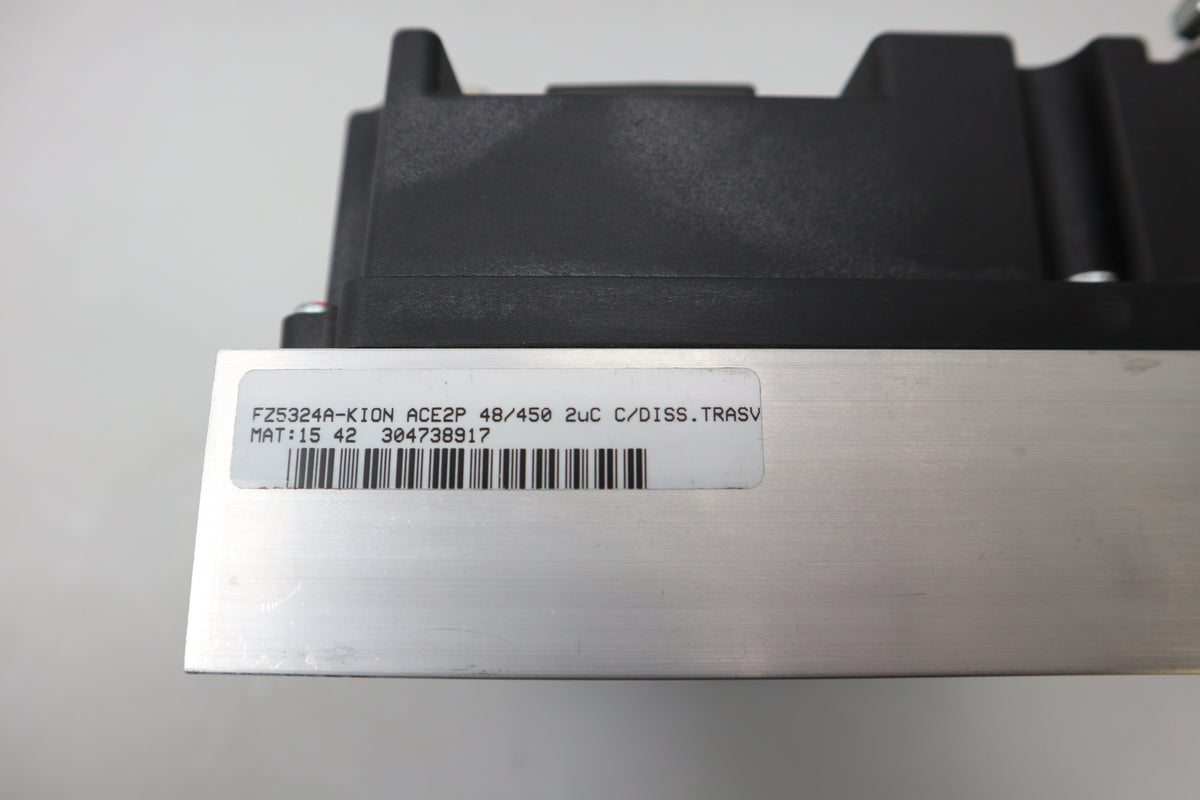 FZ5324A-KION ACE2P 48/450 2uC C/DISS.TRASV
MAT:15 42 304738917